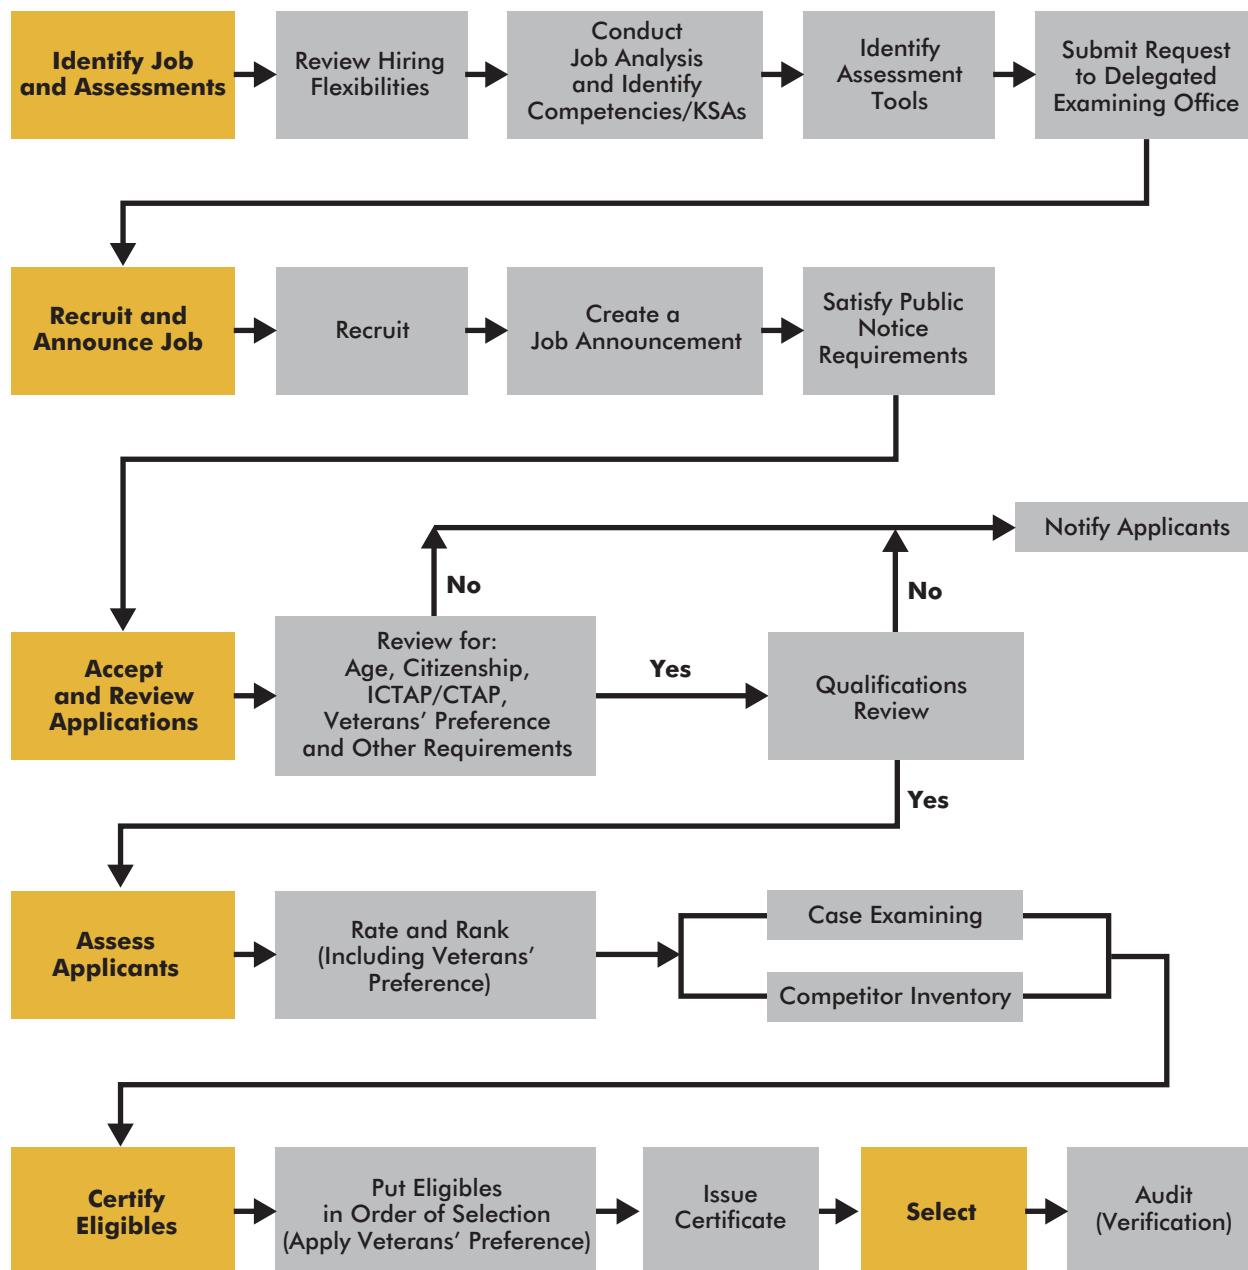 Identify Job
and Assessments
Review Hiring
Flexibilities
Conduct
Job Analysis
and Identify
Competencies/KSAs
Identify
Assessment
Tools
Submit Request
to Delegated
Examining Office
Recruit and
Announce Job
Recruit
Create a
Job Announcement
Satisfy Public
Notice
Requirements
Notify Applicants
No
No
Accept
and Review
Applications
Review for:
Age, Citizenship,
ICTAP/CTAP,
Veterans’ Preference
and Other Requirements
Yes
Qualifications
Review
Yes
Assess
Applicants
Rate and Rank
(Including Veterans’
Preference)
Case Examining
Competitor Inventory
Certify
Eligibles
Put Eligibles
in Order of Selection
(Apply Veterans’ Preference)
Issue
Certificate
Select
Audit
(Verification)